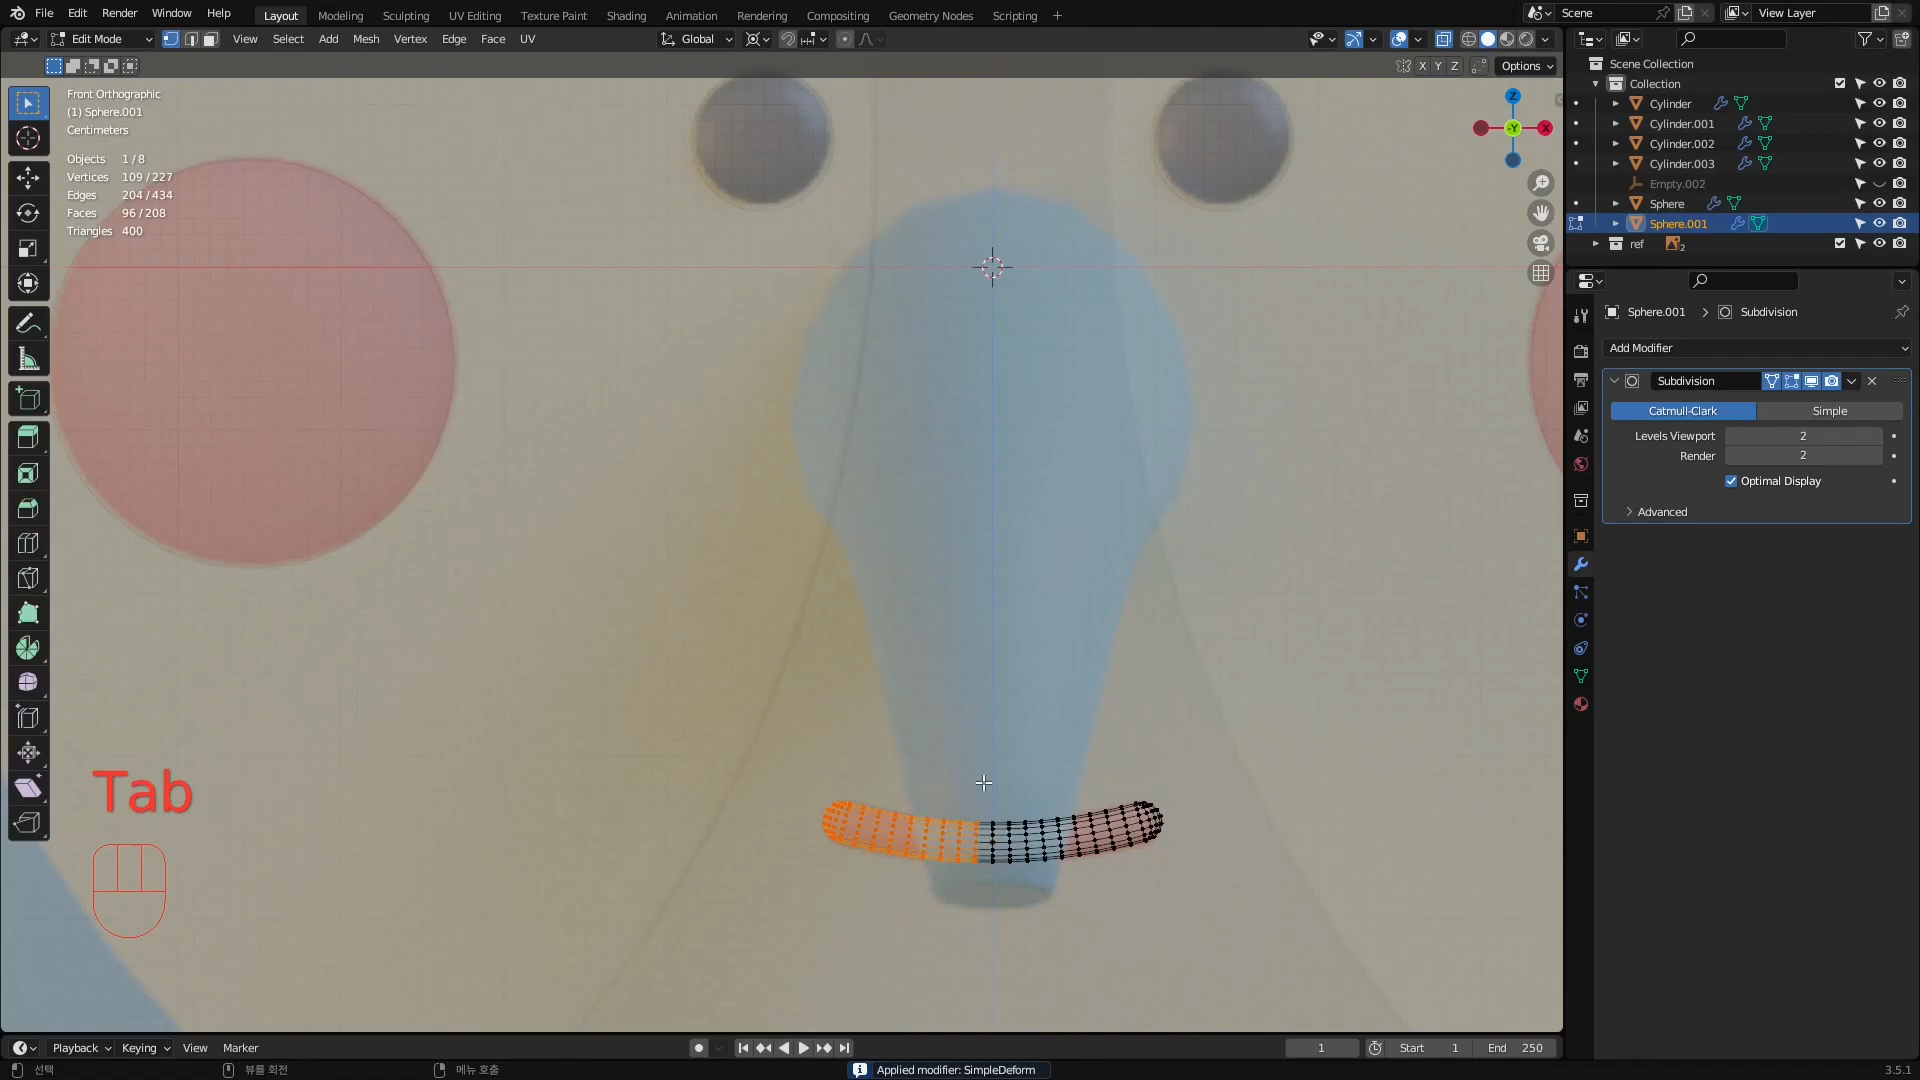 File Edit Render Window Help Layout Modeling Sculpting UV Editing Texture Paint Shading Animation Rendering Compositing Geometry Nodes Scripting + Scene View Layer
Edit Mode View Select Add Mesh Vertex Edge Face UV Global
X Y Z Options
Front Orthographic
(1) Sphere.001
Centimeters
Objects 1/8
Vertices 109/227
Edges 204/434
Faces 96/208
Triangles 400
Z
-Y X
Tab
Scene Collection
Collection
Cylinder
Cylinder.001
Cylinder.002
Cylinder.003
Empty.002
Sphere
Sphere.001
ref 2
Sphere.001 > Subdivision
Add Modifier
Subdivision
Catmull-Clark Simple
Levels Viewport 2
Render 2
Optimal Display
Advanced
Playback Keying View Marker 1 Start 1 End 250
선택 뷰를 회전 메뉴 호출 Applied modifier: SimpleDeform 3.5.1